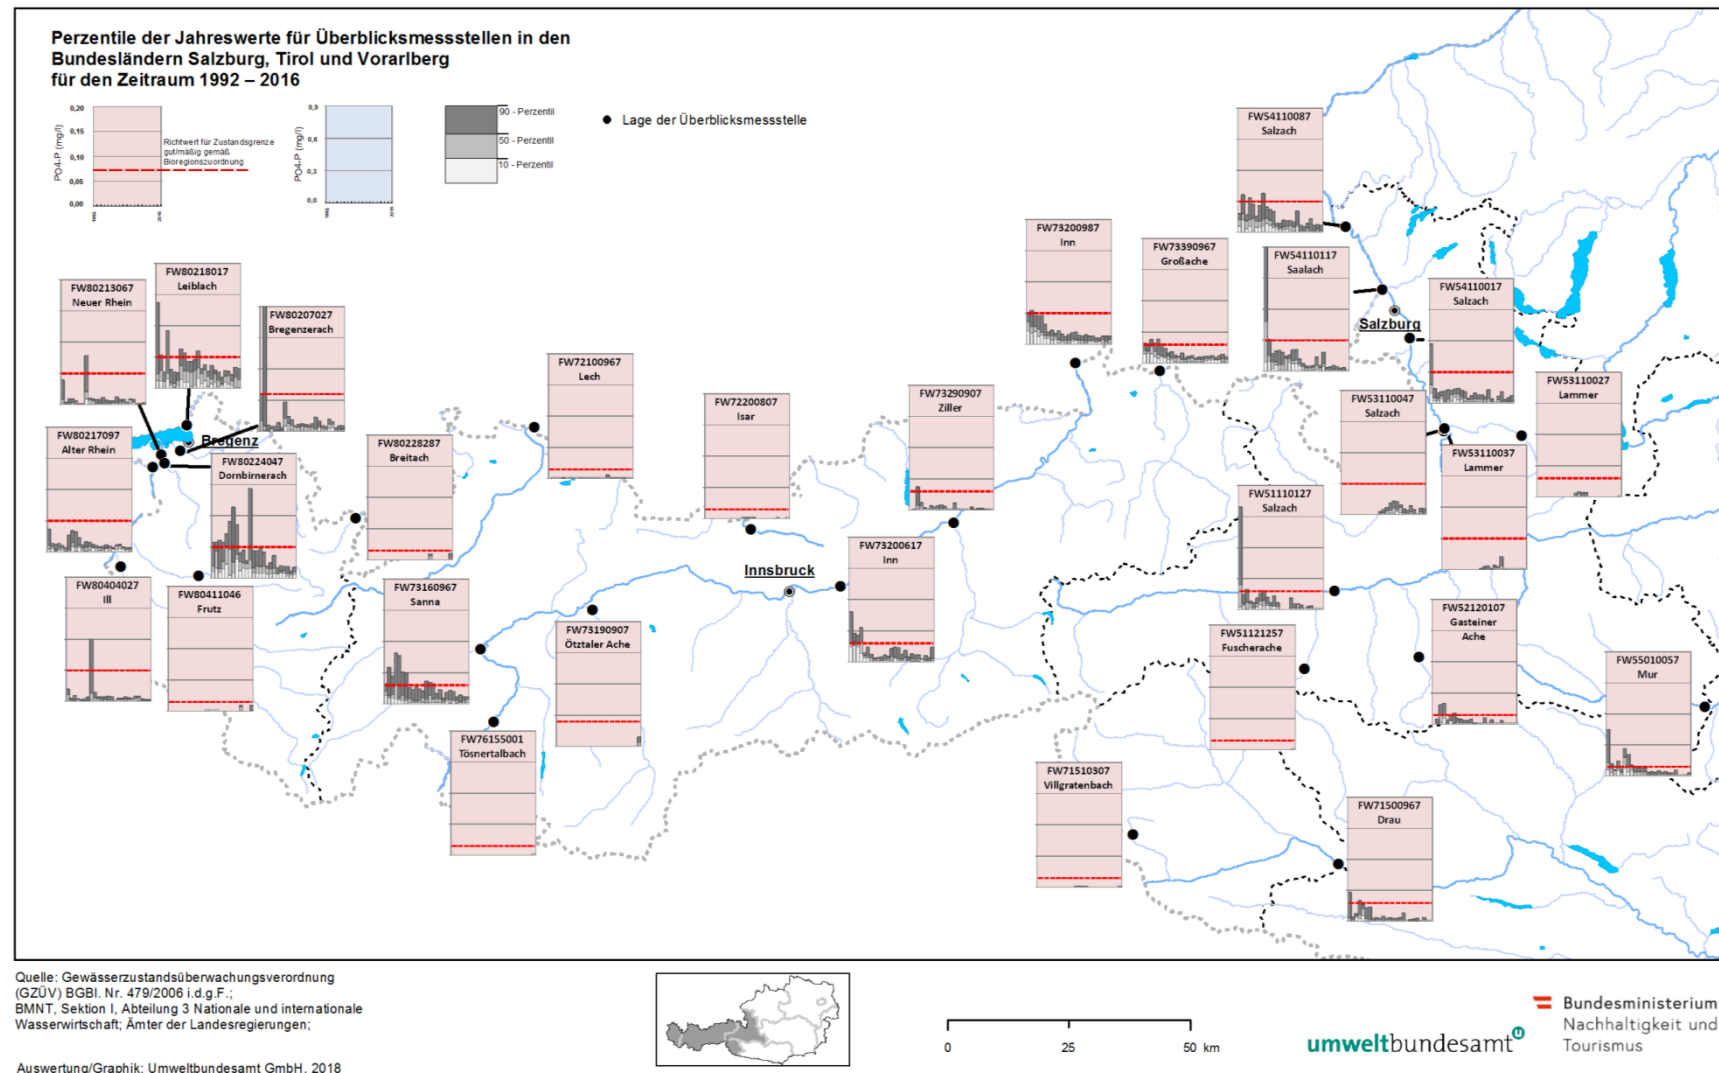 Perzentile der Jahreswerte für Überblicksmessstellen in den
Bundesländern Salzburg, Tirol und Vorarlberg
für den Zeitraum 1992 – 2016
0,20
0,15
0,10
0,05
0,00
PO4-P (mg/l)
1992
2016
Richtwert für Zustandsgrenze
gut/mäßig gemäß
Bioregionszuordnung
0,9
0,6
0,3
0,0
PO4-P (mg/l)
1992
2016
90 - Perzentil
50 - Perzentil
10 - Perzentil
Lage der Überblicksmessstelle
FW54110087
Salzach
FW73200987
Inn
FW73390967
Großache
FW54110117
Saalach
FW54110017
Salzach
Salzburg
FW80213067
Neuer Rhein
FW80218017
Leiblach
FW80207027
Bregenzerach
FW72100967
Lech
FW72200807
Isar
FW73290907
Ziller
FW53110047
Salzach
FW53110027
Lammer
FW80217097
Alter Rhein
Bregenz
FW80224047
Dornbirnerach
FW80228287
Breitach
FW53110037
Lammer
FW51110127
Salzach
FW73200617
Inn
Innsbruck
FW80404027
Ill
FW80411046
Frutz
FW73160967
Sanna
FW73190907
Ötztaler Ache
FW51121257
Fuscherache
FW52120107
Gasteiner
Ache
FW55010057
Mur
FW76155001
Tösnertalbach
FW71510307
Villgratenbach
FW71500967
Drau
Quelle: Gewässerzustandsüberwachungsverordnung
(GZÜV) BGBl. Nr. 479/2006 i.d.g.F.;
BMNT, Sektion I, Abteilung 3 Nationale und internationale
Wasserwirtschaft; Ämter der Landesregierungen;
Auswertung/Graphik: Umweltbundesamt GmbH, 2018
0 25 50 km
umweltbundesamt
u
Bundesministerium
Nachhaltigkeit und
Tourismus